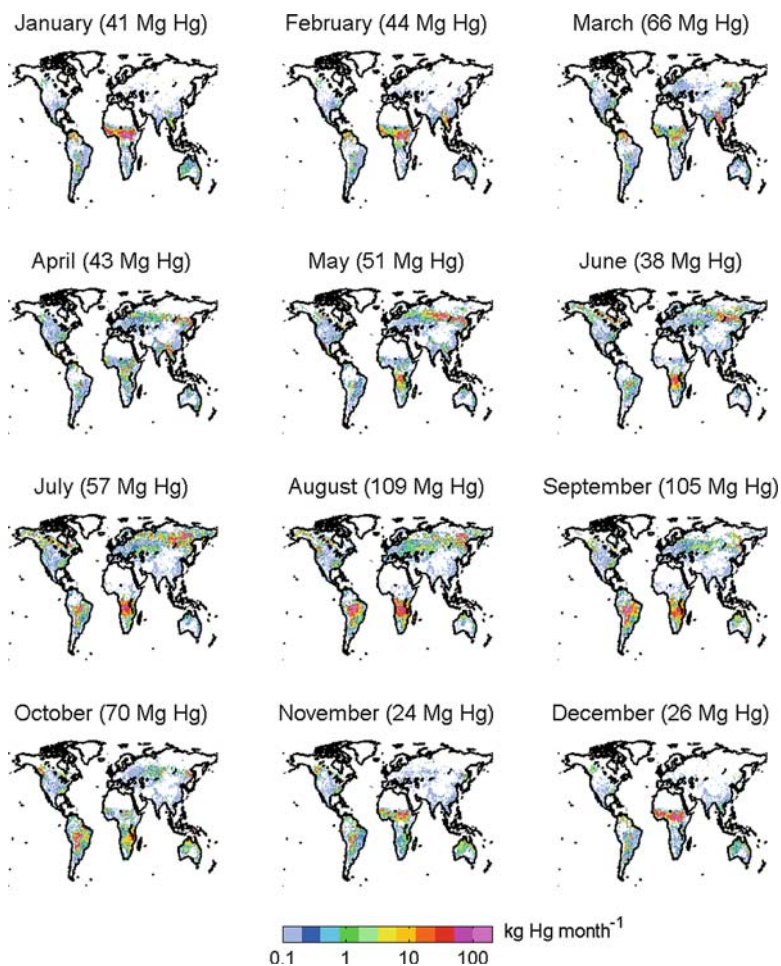 January (41 Mg Hg) February (44 Mg Hg) March (66 Mg Hg)
April (43 Mg Hg) May (51 Mg Hg) June (38 Mg Hg)
July (57 Mg Hg) August (109 Mg Hg) September (105 Mg Hg)
October (70 Mg Hg) November (24 Mg Hg) December (26 Mg Hg)
kg Hg month⁻¹
0.1 1 10 100